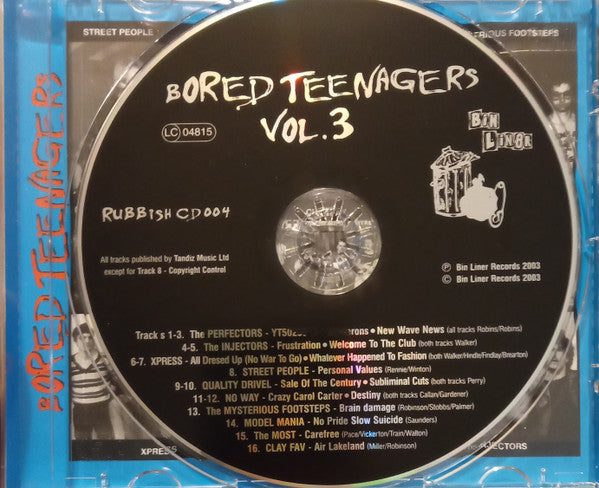 STREET PEOPLE
FOOTSTEPS
BORED TEENAGERS
BORED TEENAGERS
VOL.3
LC 04815
BIN
LINER
RUBBISH CD004
All tracks published by Tandiz Music Ltd
except for Track 8 - Copyright Control
℗ Bin Liner Records 2003
© Bin Liner Records 2003
Track s 1-3. The PERFECTORS - • New Wave News (all tracks Robins/Robins)
4-5. The INJECTORS - Frustration • Welcome To The Club (both tracks Walker)
6-7. XPRESS - All Dresed Up (No War To Go) • Whatever Happened To Fashion (both Walker/Hindle/Findlay/Bmarton)
8. STREET PEOPLE - Personal Values (Rennie/Winton)
9-10. QUALITY DRIVEL - Sale Of The Century • Subliminal Cuts (both tracks Perry)
11-12. NO WAY - Crazy Carol Carter • Destiny (both tracks Callan/Gardener)
13. The MYSTERIOUS FOOTSTEPS - Brain damage (Robinson/Stobbs/Palmer)
14. MODEL MANIA - No Pride Slow Suicide (Saunders)
15. The MOST - Carefree (Pace/Vickerton/Train/Walton)
16. CLAY FAV - Air Lakeland (Miller/Robinson)
XPRESS